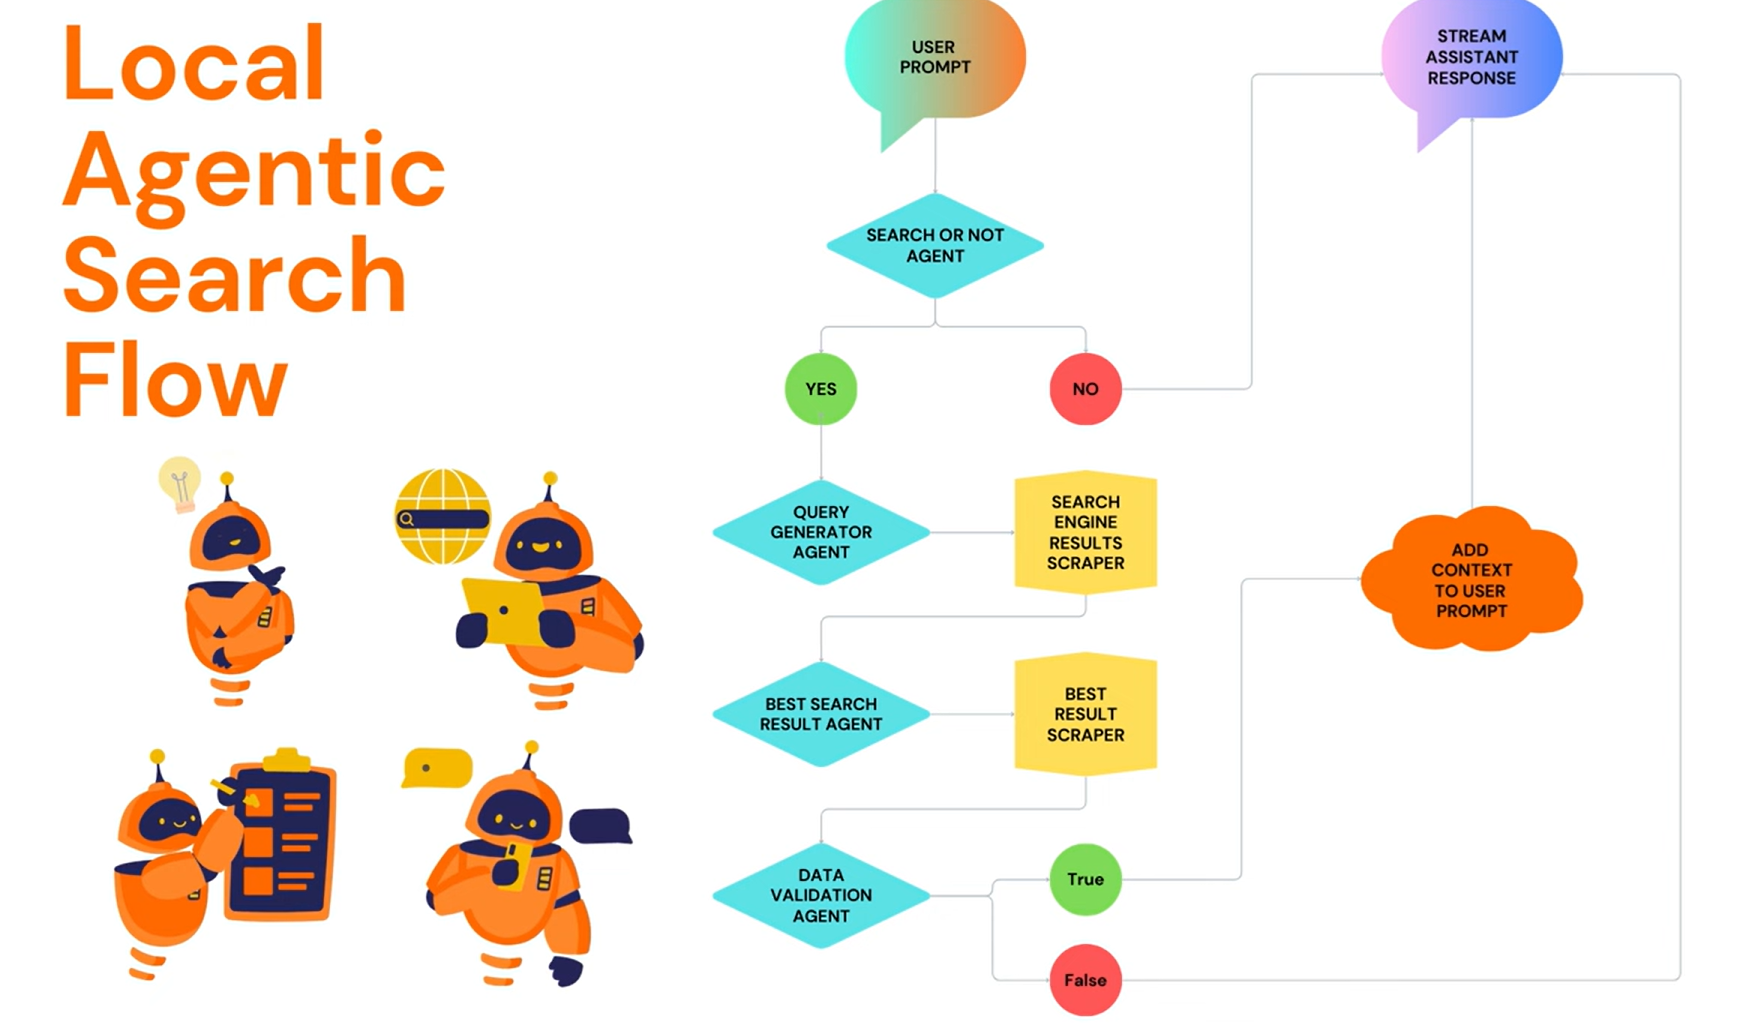 Local
Agentic
Search
Flow
USER
PROMPT
STREAM
ASSISTANT
RESPONSE
SEARCH OR NOT
AGENT
YES
NO
QUERY
GENERATOR
AGENT
SEARCH
ENGINE
RESULTS
SCRAPER
ADD
CONTEXT
TO USER
PROMPT
BEST SEARCH
RESULT AGENT
BEST
RESULT
SCRAPER
DATA
VALIDATION
AGENT
True
False